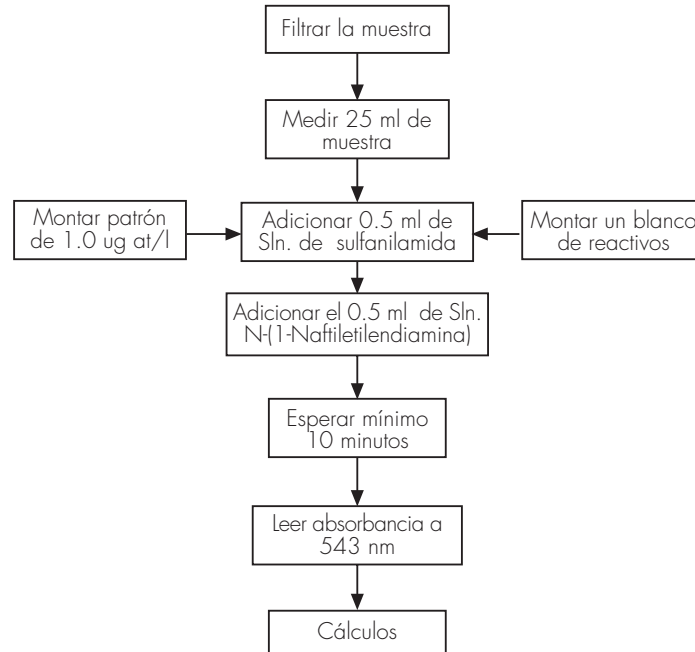 Filtrar la muestra
Medir 25 ml de
muestra
Montar patrón
de 1.0 ug at/l
Adicionar 0.5 ml de
Sln. de sulfanilamida
Montar un blanco
de reactivos
Adicionar el 0.5 ml de Sln.
N-(1-Naftiletilendiamina)
Esperar mínimo
10 minutos
Leer absorbancia a
543 nm
Cálculos